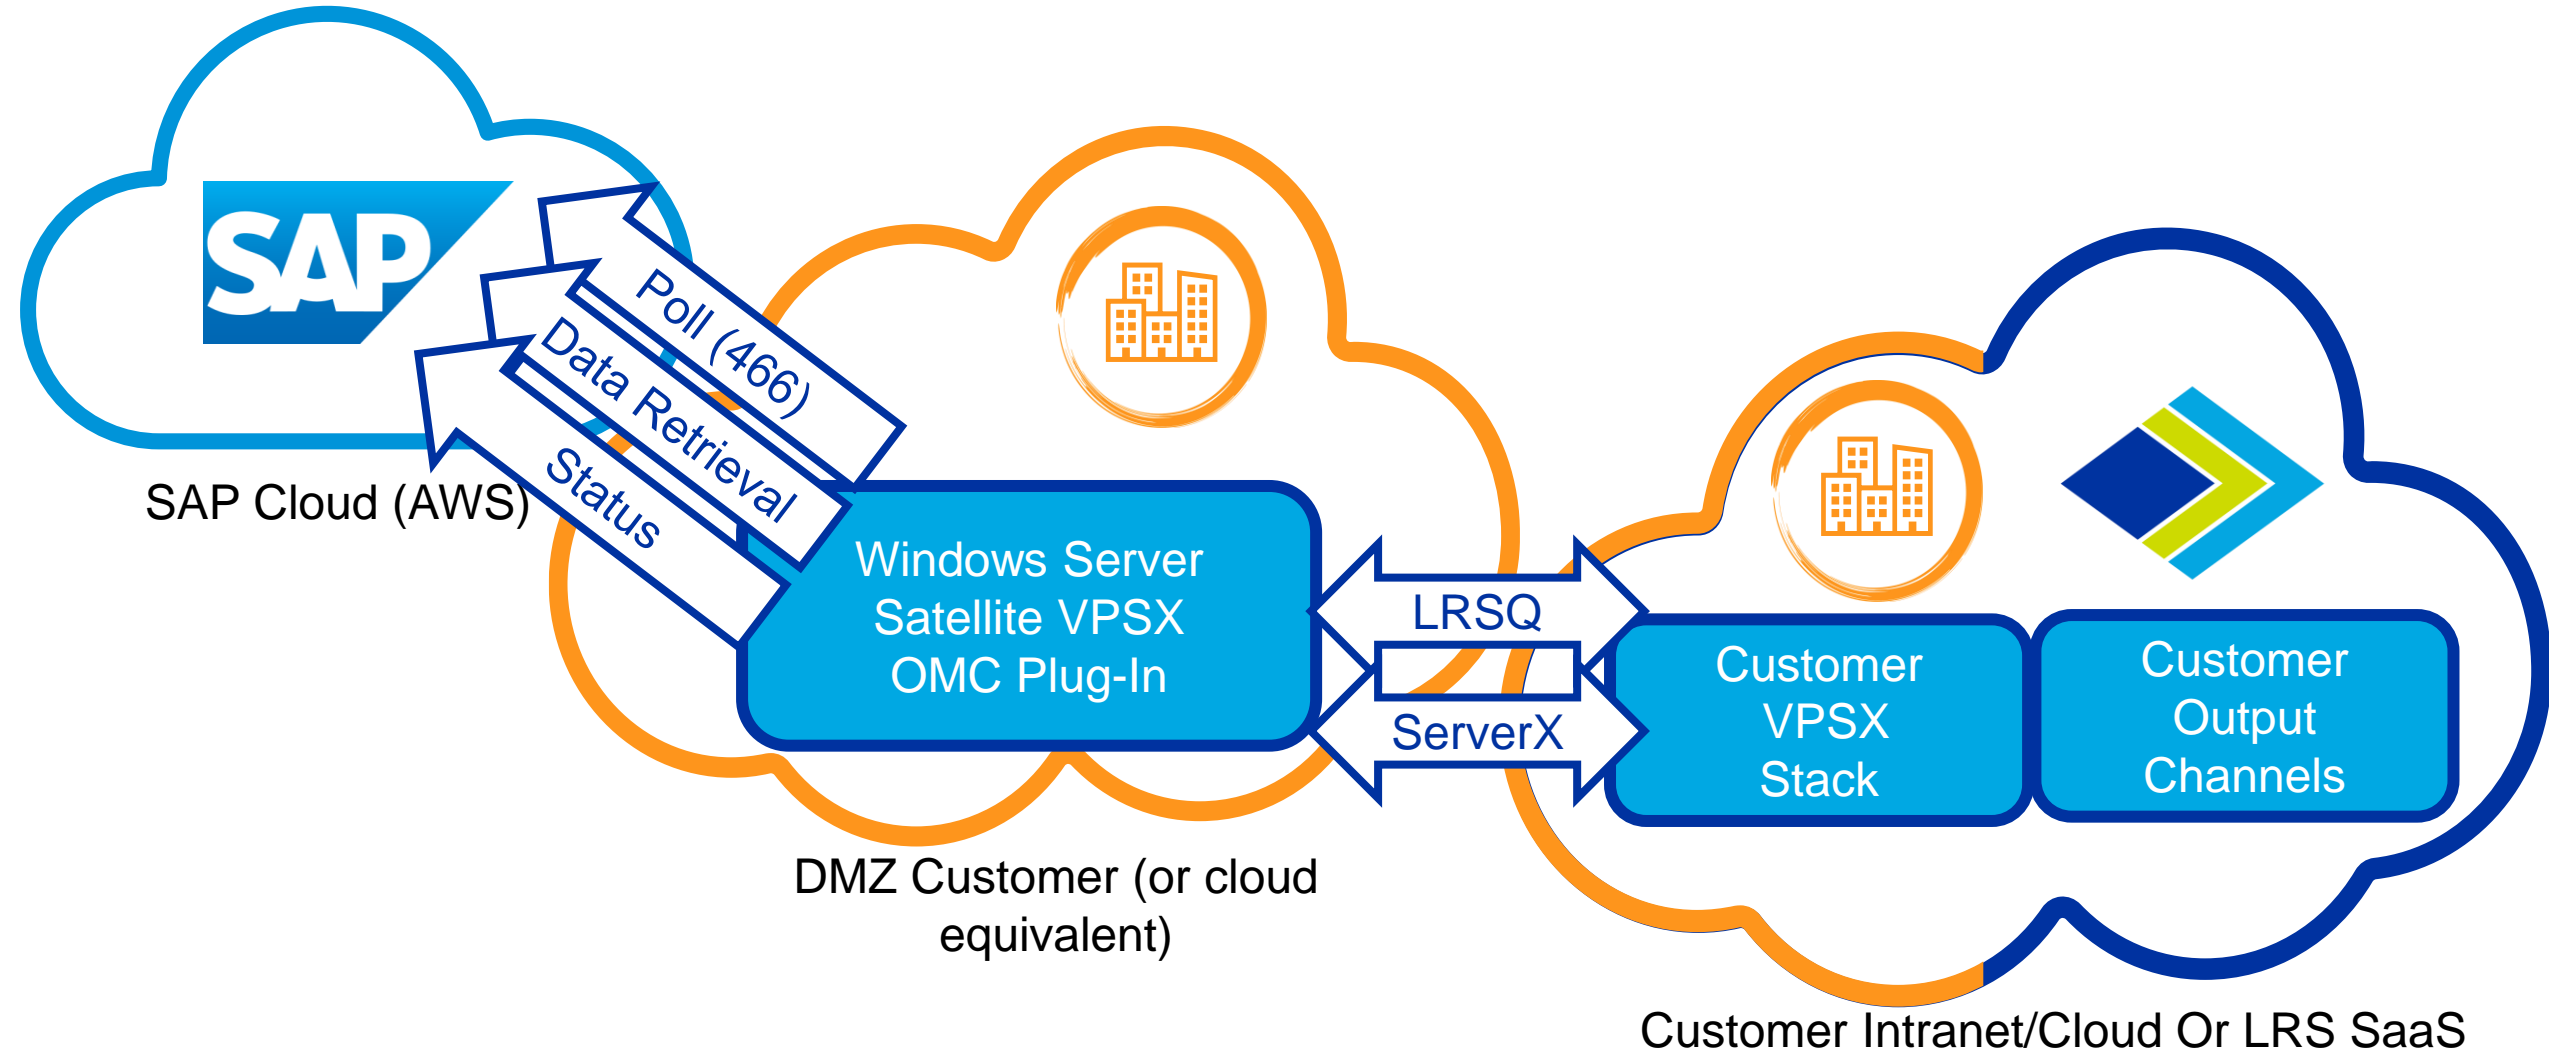 SAP
SAP Cloud (AWS)
Poll (466)
Data Retrieval
Status
Windows Server
Satellite VPSX
OMC Plug-In
DMZ Customer (or cloud
equivalent)
LRSQ
ServerX
Customer
VPSX
Stack
Customer
Output
Channels
Customer Intranet/Cloud Or LRS SaaS